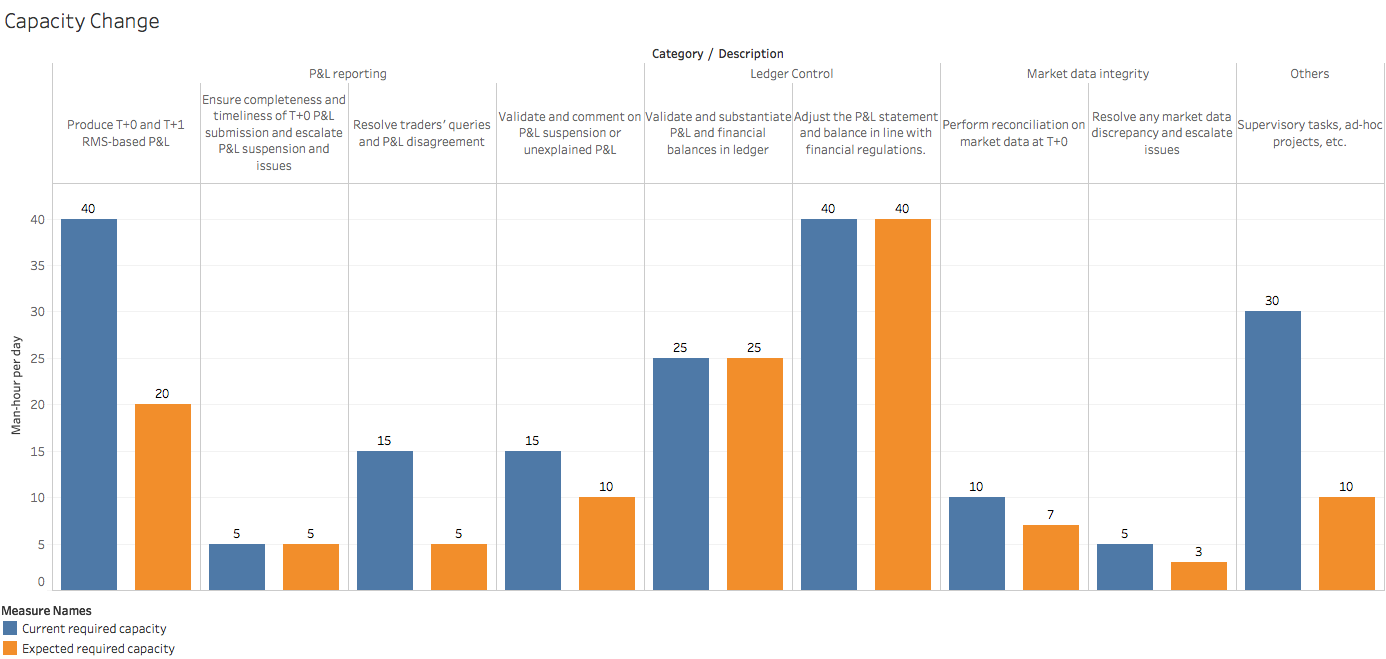 Capacity Change
Category / Description
P&L reporting
Ledger Control
Market data integrity
Others
Produce T+0 and T+1
RMS-based P&L
Ensure completeness and
timeliness of T+0 P&L
submission and escalate
P&L suspension and
issues
Resolve traders’ queries
and P&L disagreement
Validate and comment on
P&L suspension or
unexplained P&L
Validate and substantiate
P&L and financial
balances in ledger
Adjust the P&L statement
and balance in line with
financial regulations.
Perform reconciliation on
market data at T+0
Resolve any market data
discrepancy and escalate
issues
Supervisory tasks, ad-hoc
projects, etc.
Man-hour per day
40
35
30
25
20
15
10
5
0
40
20
5
5
15
5
15
10
25
25
40
40
10
7
5
3
30
10
Measure Names
Current required capacity
Expected required capacity